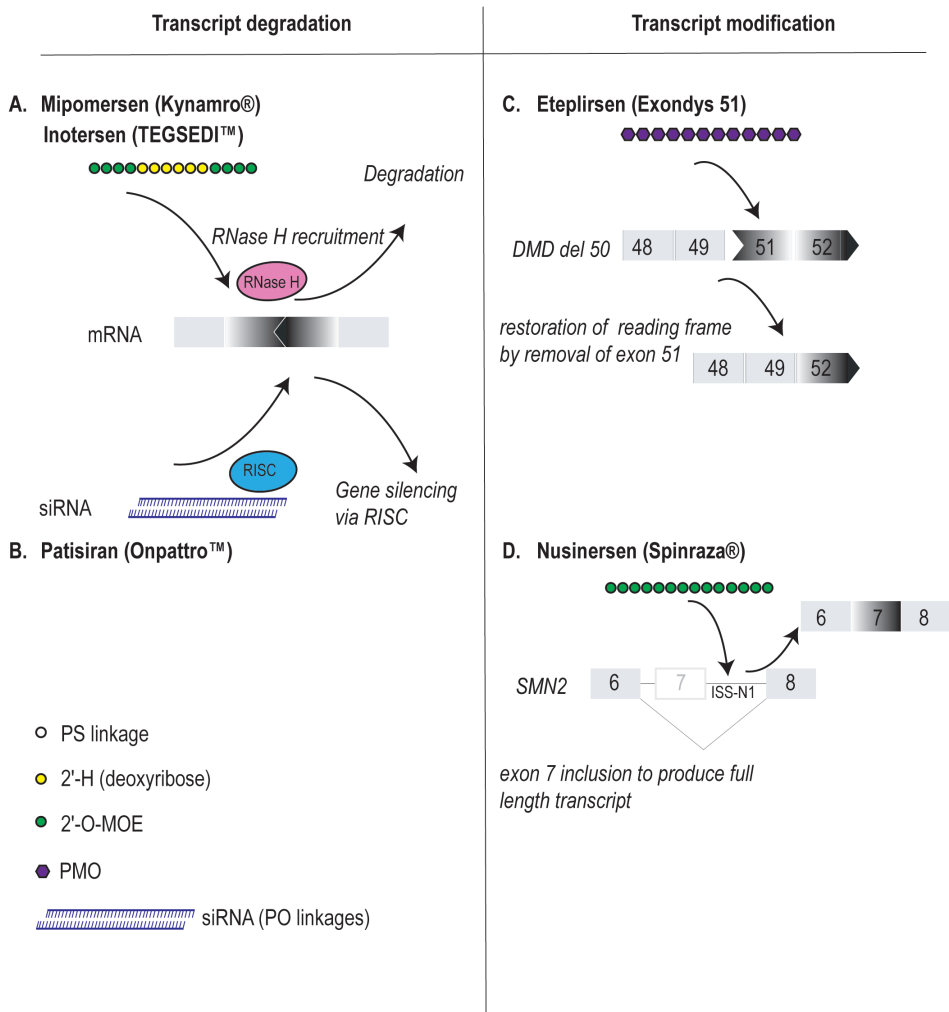 Transcript degradation
Transcript modification
A. Mipomersen (Kynamro®)
Inotersen (TEGSEDI™)
Degradation
RNase H recruitment
RNase H
mRNA
RISC
siRNA
Gene silencing
via RISC
B. Patisiran (Onpattro™)
PS linkage
2'-H (deoxyribose)
2'-O-MOE
PMO
siRNA (PO linkages)
C. Eteplirsen (Exondys 51)
DMD del 50
48 49 51 52
restoration of reading frame
by removal of exon 51
48 49 52
D. Nusinersen (Spinraza®)
6 7 8
SMN2
6 7 ISS-N1 8
exon 7 inclusion to produce full
length transcript